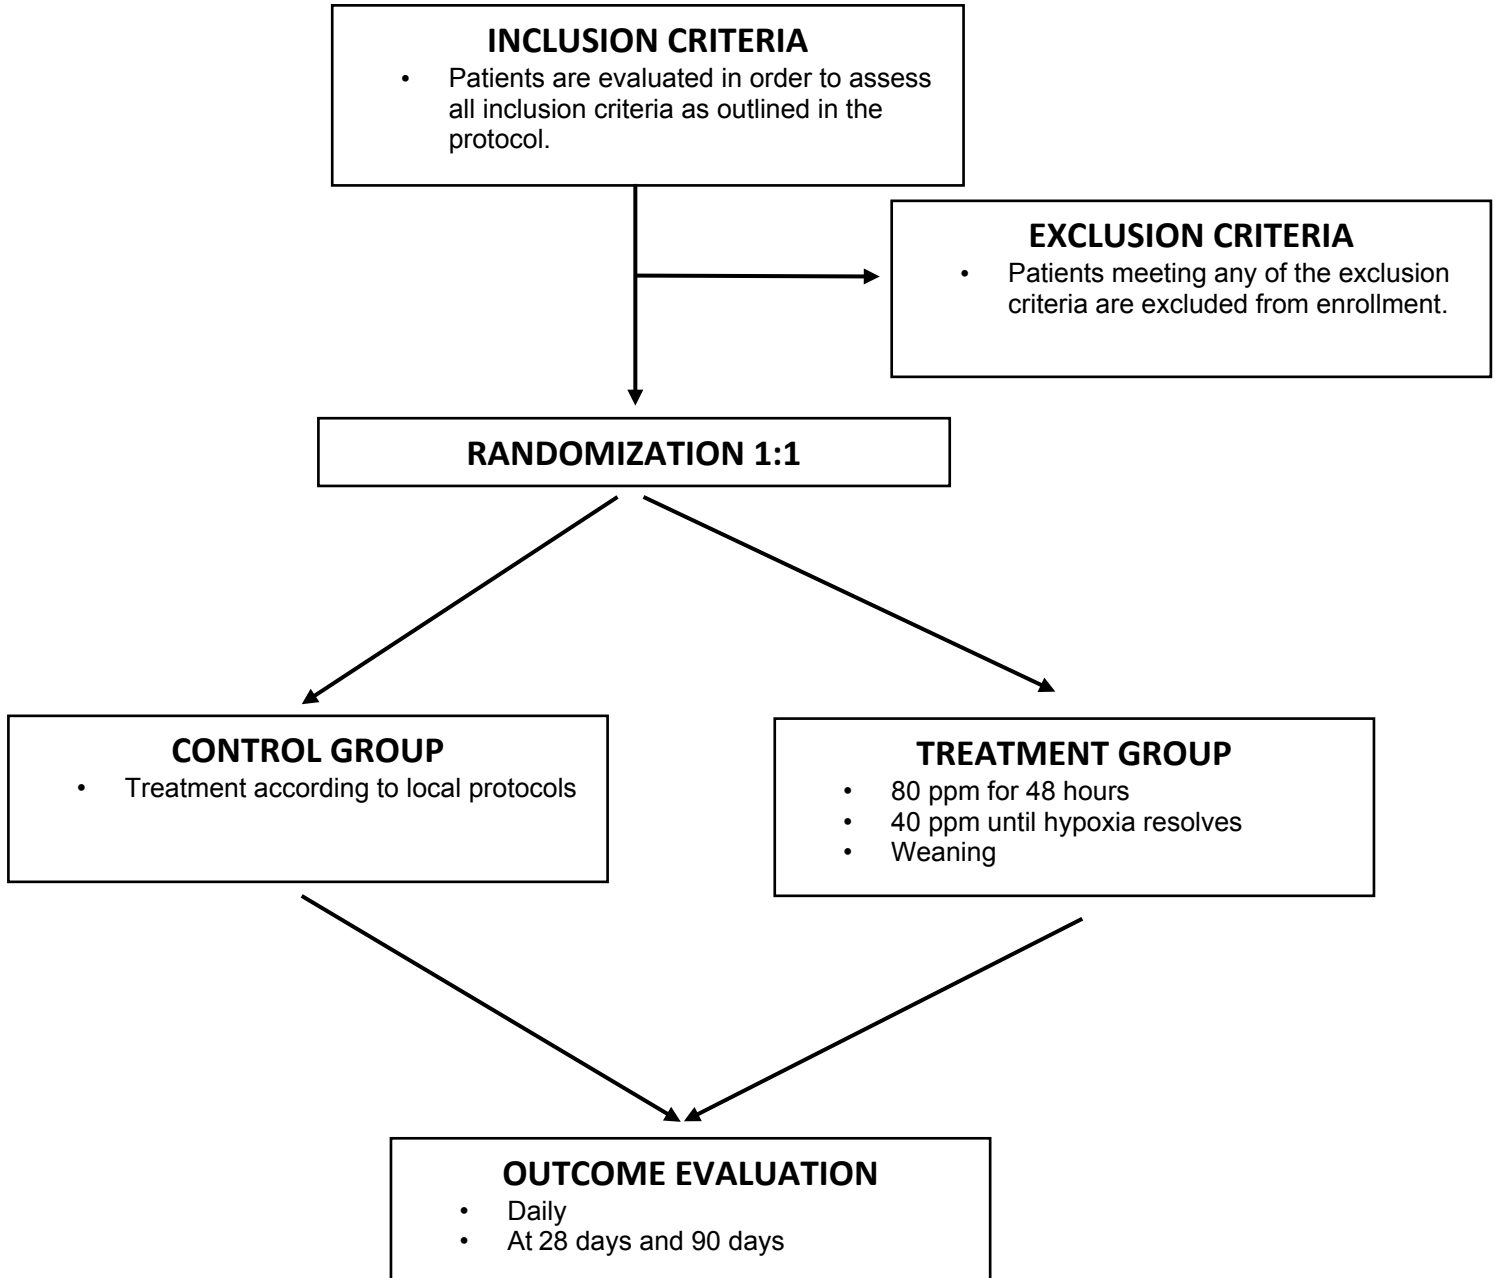 INCLUSION CRITERIA
• Patients are evaluated in order to assess
all inclusion criteria as outlined in the
protocol.
EXCLUSION CRITERIA
• Patients meeting any of the exclusion
criteria are excluded from enrollment.
RANDOMIZATION 1:1
CONTROL GROUP
• Treatment according to local protocols
TREATMENT GROUP
• 80 ppm for 48 hours
• 40 ppm until hypoxia resolves
• Weaning
OUTCOME EVALUATION
• Daily
• At 28 days and 90 days